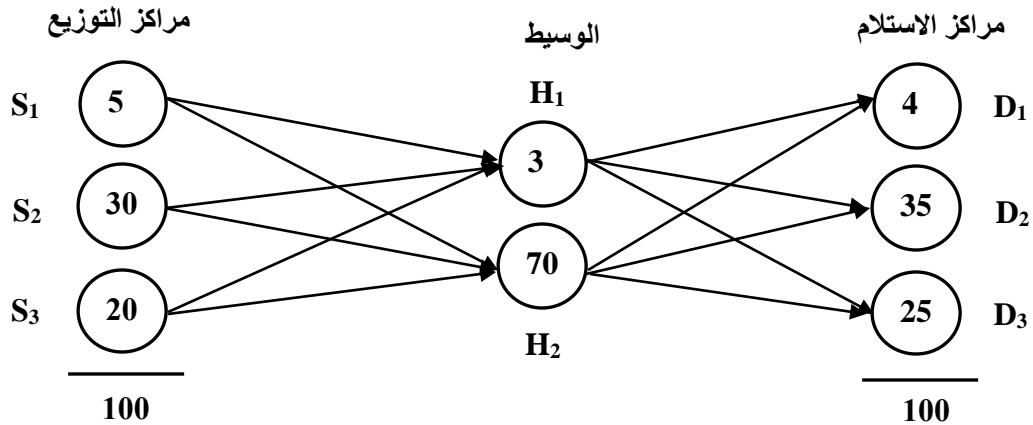 مراكز التوزيع
الوسيط
مراكز الاستلام
S₁ 5 H₁ 4 D₁
3
S₂ 30 35 D₂
70
S₃ 20 H₂ 25 D₃
100 100